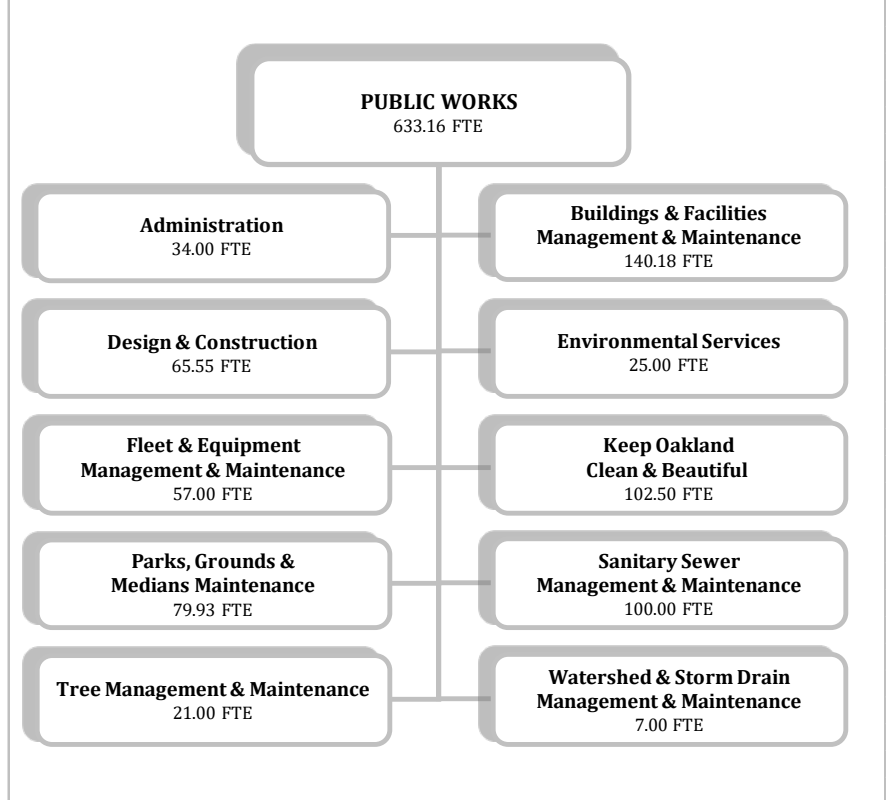 PUBLIC WORKS
633.16 FTE
Administration
34.00 FTE
Buildings & Facilities
Management & Maintenance
140.18 FTE
Design & Construction
65.55 FTE
Environmental Services
25.00 FTE
Fleet & Equipment
Management & Maintenance
57.00 FTE
Keep Oakland
Clean & Beautiful
102.50 FTE
Parks, Grounds &
Medians Maintenance
79.93 FTE
Sanitary Sewer
Management & Maintenance
100.00 FTE
Tree Management & Maintenance
21.00 FTE
Watershed & Storm Drain
Management & Maintenance
7.00 FTE